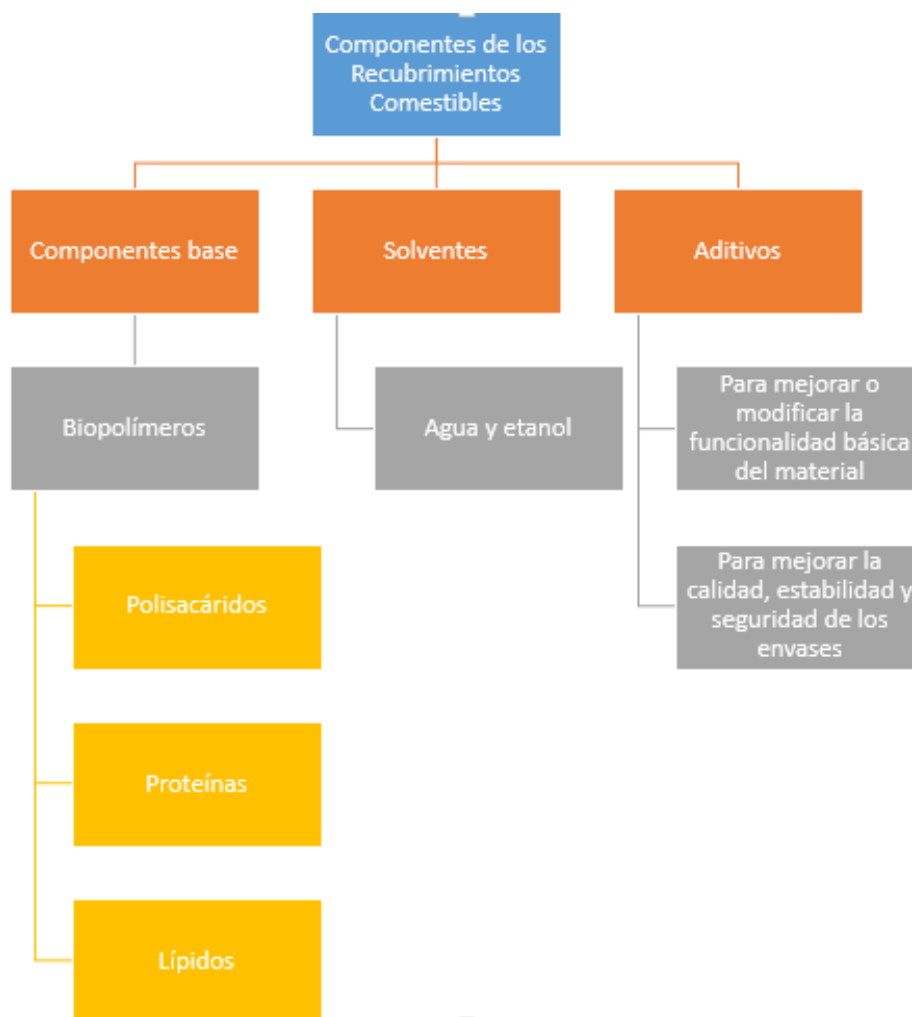 Componentes de los
Recubrimientos
Comestibles
Componentes base
Solventes
Aditivos
Biopolímeros
Agua y etanol
Para mejorar o
modificar la
funcionalidad básica
del material
Polisacáridos
Para mejorar la
calidad, estabilidad y
seguridad de los
envases
Proteínas
Lípidos